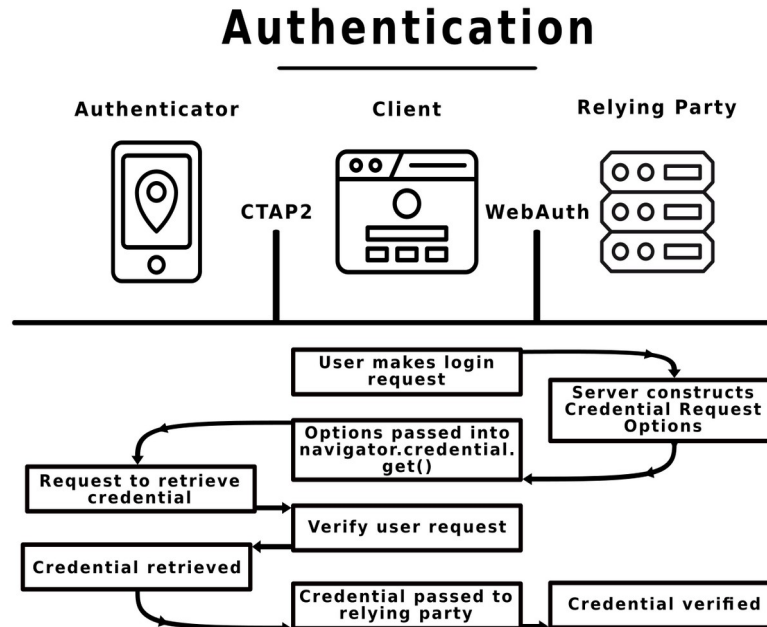 Authentication
Authenticator
Client
Relying Party
CTAP2
WebAuth
User makes login
request
Server constructs
Credential Request
Options
Options passed into
navigator.credential.
get()
Request to retrieve
credential
Verify user request
Credential retrieved
Credential passed to
relying party
Credential verified